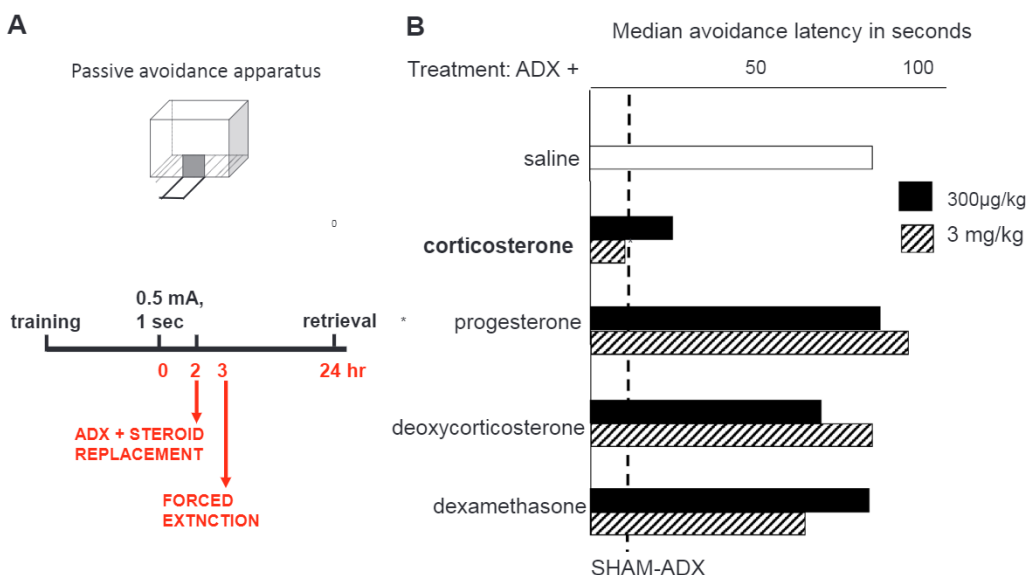 A
Passive avoidance apparatus
0
0.5 mA,
1 sec
training
retrieval
*
0 2 3 24 hr
ADX + STEROID
REPLACEMENT
FORCED
EXTNCTION
B
Median avoidance latency in seconds
Treatment: ADX +
50 100
saline
300µg/kg
3 mg/kg
corticosterone
progesterone
deoxycorticosterone
dexamethasone
SHAM-ADX